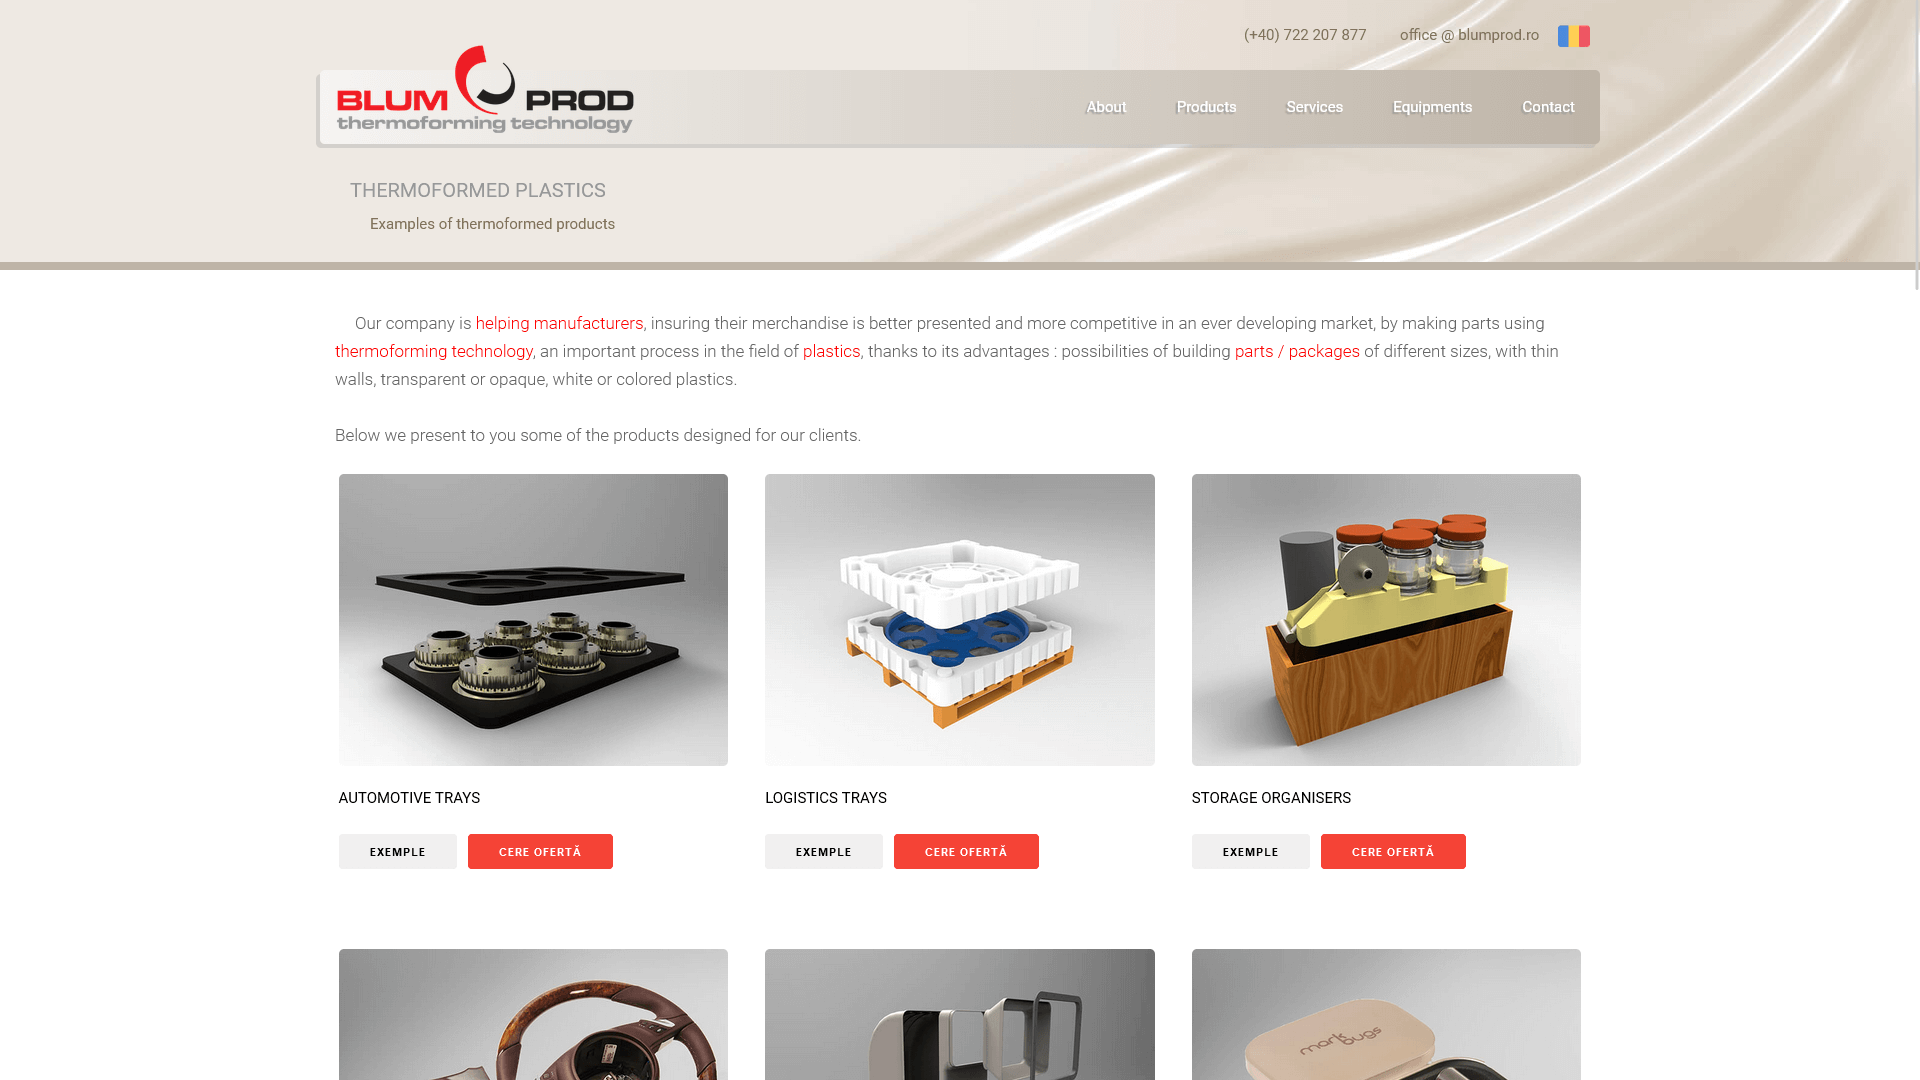 (+40) 722 207 877
office @ blumprod.ro
BLUM PROD
thermoforming technology
About
Products
Services
Equipments
Contact
THERMOFORMED PLASTICS
Examples of thermoformed products
Our company is helping manufacturers, insuring their merchandise is better presented and more competitive in an ever developing market, by making parts using
thermoforming technology, an important process in the field of plastics, thanks to its advantages : possibilities of building parts / packages of different sizes, with thin
walls, transparent or opaque, white or colored plastics.
Below we present to you some of the products designed for our clients.
AUTOMOTIVE TRAYS
EXEMPLE
CERE OFERTĂ
LOGISTICS TRAYS
EXEMPLE
CERE OFERTĂ
STORAGE ORGANISERS
EXEMPLE
CERE OFERTĂ